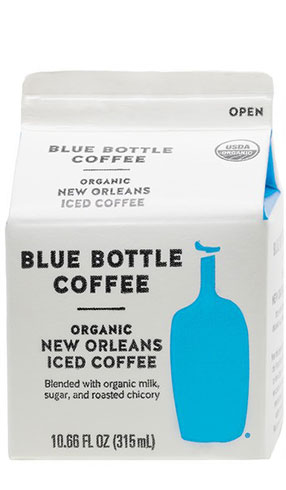 OPEN
USDA
ORGANIC
BLUE BOTTLE
COFFEE
ORGANIC
NEW ORLEANS
ICED COFFEE
BLUE BOTTLE
COFFEE
ORGANIC
NEW ORLEANS
ICED COFFEE
Blended with organic milk,
sugar, and roasted chicory
10.66 FL OZ (315mL)